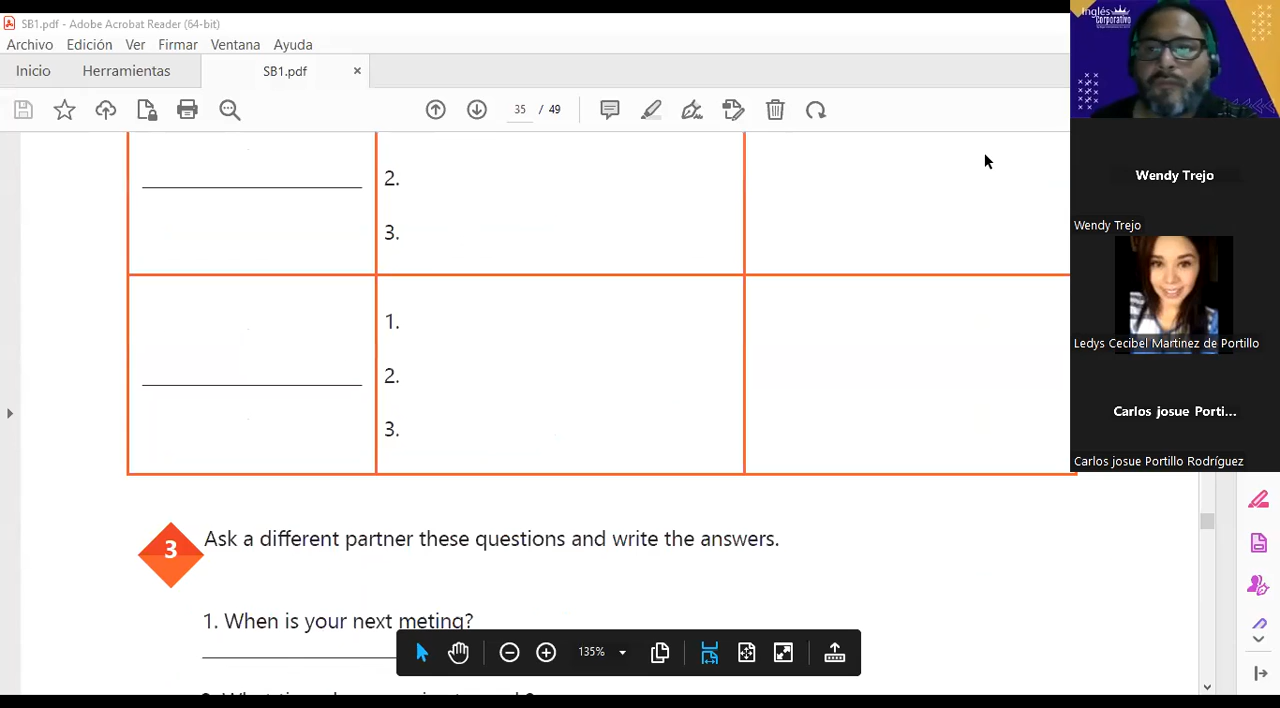 SB1.pdf - Adobe Acrobat Reader (64-bit)
Archivo Edición Ver Firmar Ventana Ayuda
Inicio Herramientas SB1.pdf ×
35 / 49
2.
3.
1.
2.
3.
3 Ask a different partner these questions and write the answers.
1. When is your next meting?
135%
Inglés
Corporativo
Wendy Trejo
Wendy Trejo
Ledys Cecibel Martinez de Portillo
Carlos josue Porti...
Carlos josue Portillo Rodríguez